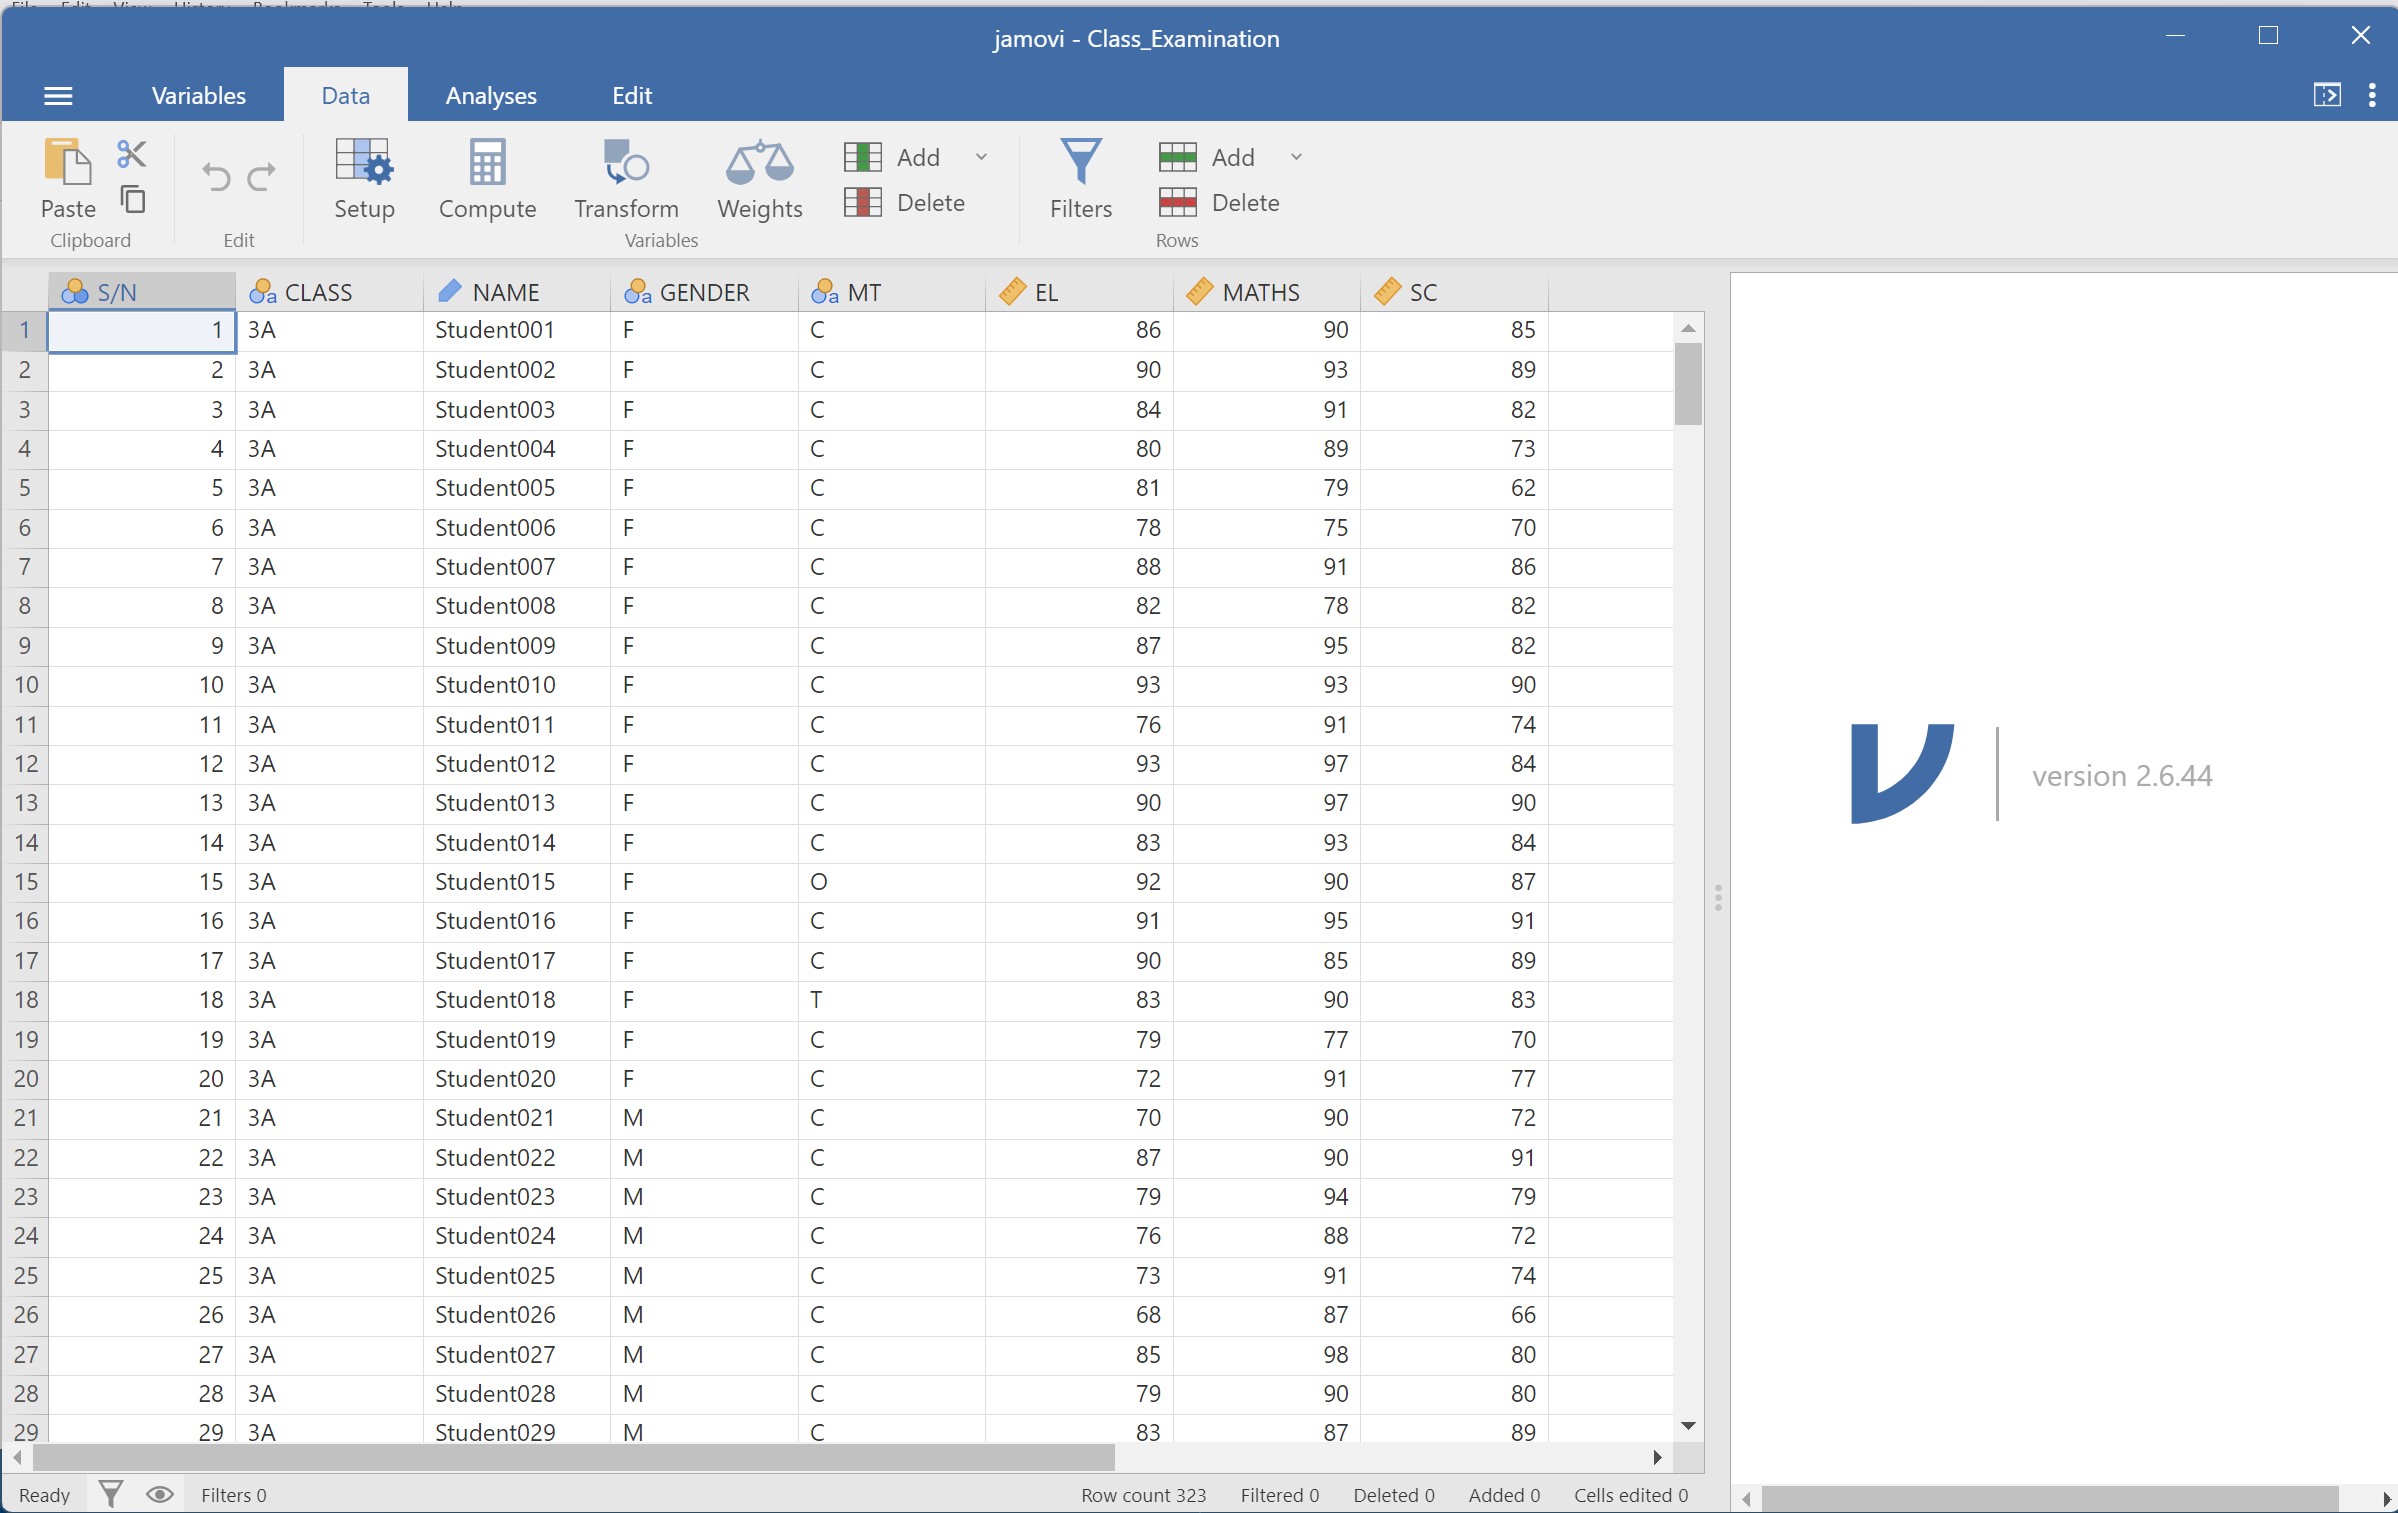 File Edit View History Bookmarks Tools Help
jamovi - Class_Examination
Variables Data Analyses Edit
Paste Setup Compute Transform Weights Add Delete Filters Add Delete
Clipboard Edit Variables Rows
S/N CLASS NAME GENDER MT EL MATHS SC
1 1 3A Student001 F C 86 90 85
2 2 3A Student002 F C 90 93 89
3 3 3A Student003 F C 84 91 82
4 4 3A Student004 F C 80 89 73
5 5 3A Student005 F C 81 79 62
6 6 3A Student006 F C 78 75 70
7 7 3A Student007 F C 88 91 86
8 8 3A Student008 F C 82 78 82
9 9 3A Student009 F C 87 95 82
10 10 3A Student010 F C 93 93 90
11 11 3A Student011 F C 76 91 74
12 12 3A Student012 F C 93 97 84
13 13 3A Student013 F C 90 97 90
14 14 3A Student014 F C 83 93 84
15 15 3A Student015 F O 92 90 87
16 16 3A Student016 F C 91 95 91
17 17 3A Student017 F C 90 85 89
18 18 3A Student018 F T 83 90 83
19 19 3A Student019 F C 79 77 70
20 20 3A Student020 F C 72 91 77
21 21 3A Student021 M C 70 90 72
22 22 3A Student022 M C 87 90 91
23 23 3A Student023 M C 79 94 79
24 24 3A Student024 M C 76 88 72
25 25 3A Student025 M C 73 91 74
26 26 3A Student026 M C 68 87 66
27 27 3A Student027 M C 85 98 80
28 28 3A Student028 M C 79 90 80
29 29 3A Student029 M C 83 87 89
version 2.6.44
Ready Filters 0 Row count 323 Filtered 0 Deleted 0 Added 0 Cells edited 0